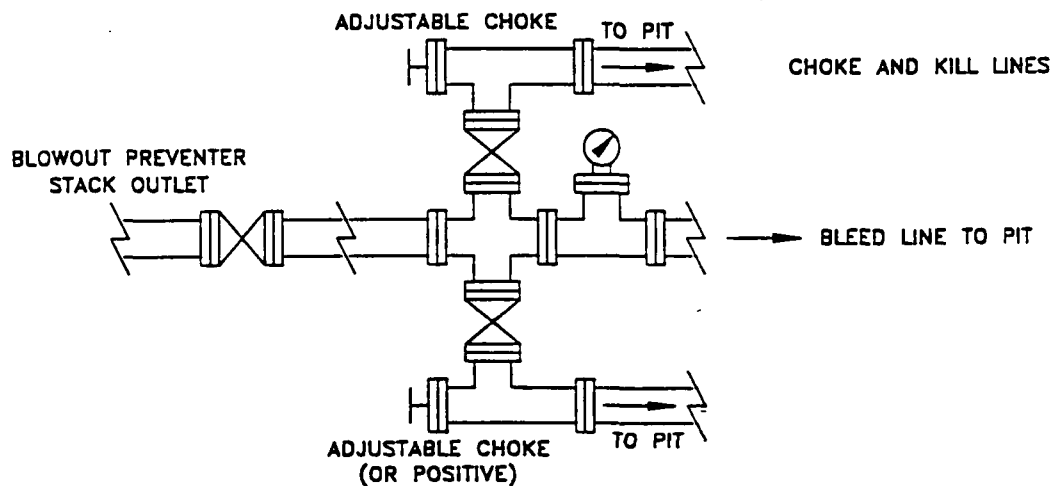 ADJUSTABLE CHOKE
TO PIT
CHOKE AND KILL LINES
BLOWOUT PREVENTER
STACK OUTLET
BLEED LINE TO PIT
ADJUSTABLE CHOKE
(OR POSITIVE)
TO PIT